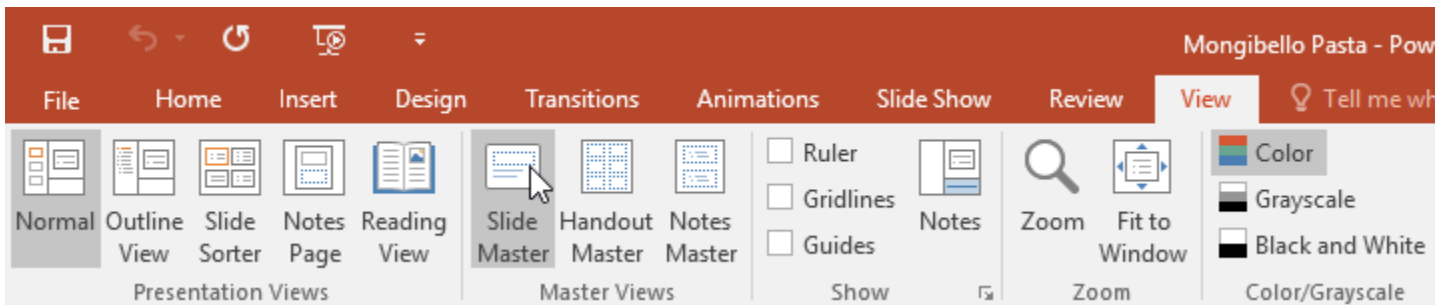 Mongibello Pasta - Pow
File Home Insert Design Transitions Animations Slide Show Review View Tell me wh
Normal Outline View Slide Sorter Notes Page Reading View
Presentation Views
Slide Master Handout Master Notes Master
Master Views
Ruler
Gridlines
Guides
Notes
Show
Zoom Fit to Window
Zoom
Color
Grayscale
Black and White
Color/Grayscale